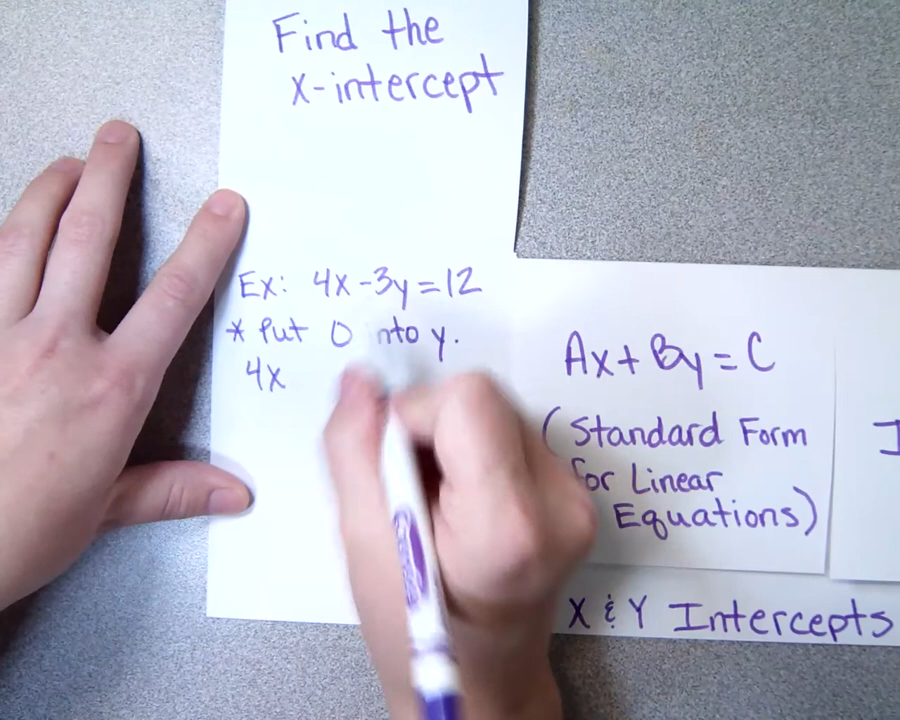 Find the
x-intercept
Ex: 4x-3y=12
* Put 0 into y.
4x
Ax+By=C
(Standard Form
for Linear
Equations)
I
X & Y Intercepts